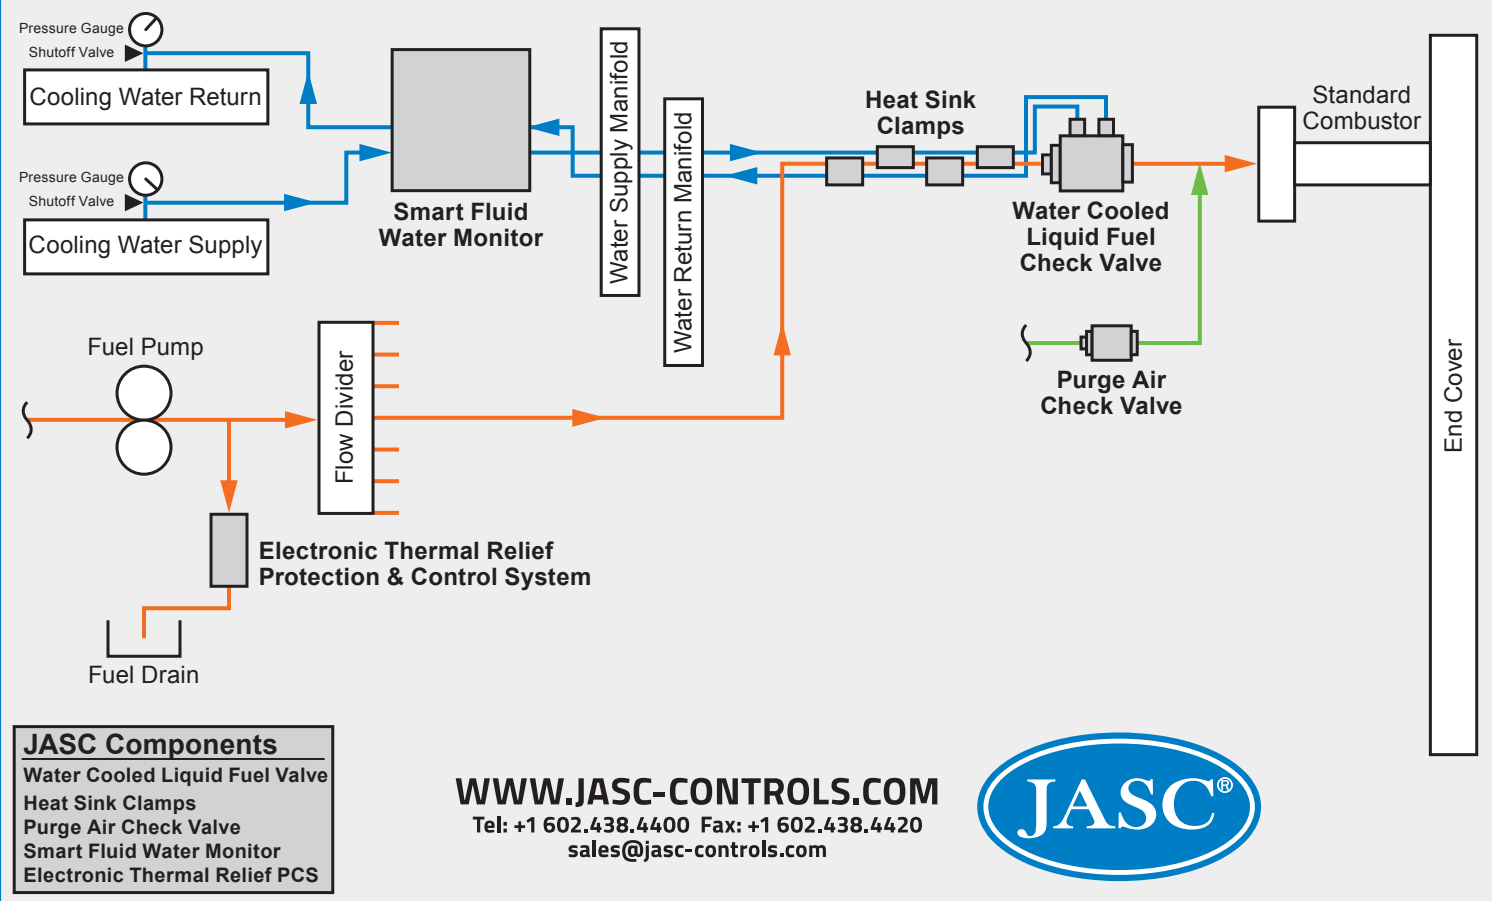 Pressure Gauge
Shutoff Valve
Cooling Water Return
Pressure Gauge
Shutoff Valve
Cooling Water Supply
Smart Fluid
Water Monitor
Water Supply Manifold
Water Return Manifold
Heat Sink
Clamps
Water Cooled
Liquid Fuel
Check Valve
Standard
Combustor
End Cover
Purge Air
Check Valve
Fuel Pump
Flow Divider
Electronic Thermal Relief
Protection & Control System
Fuel Drain
JASC Components
Water Cooled Liquid Fuel Valve
Heat Sink Clamps
Purge Air Check Valve
Smart Fluid Water Monitor
Electronic Thermal Relief PCS
WWW.JASC-CONTROLS.COM
Tel: +1 602.438.4400 Fax: +1 602.438.4420
sales@jasc-controls.com
JASC®